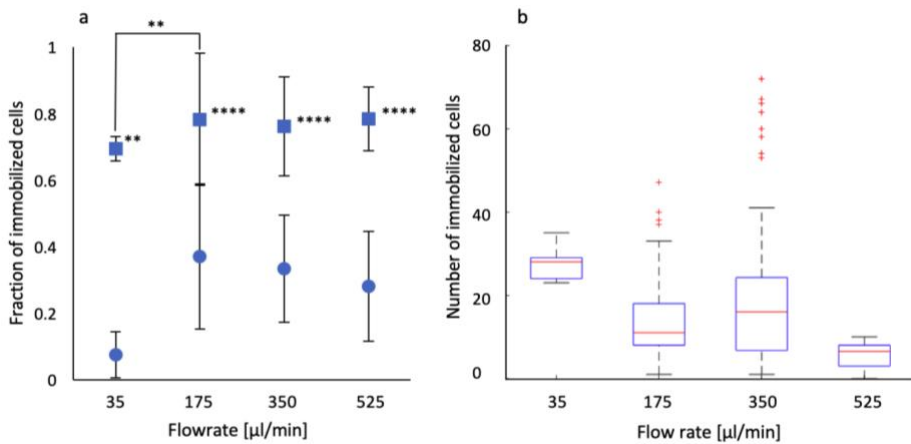 a
**
1
0.8
0.6
0.4
0.2
0
**
****
****
****
35 175 350 525
Flowrate [µl/min]
Fraction of immobilized cells
b
80
60
40
20
0
35 175 350 525
Flow rate [µl/min]
Number of immobilized cells